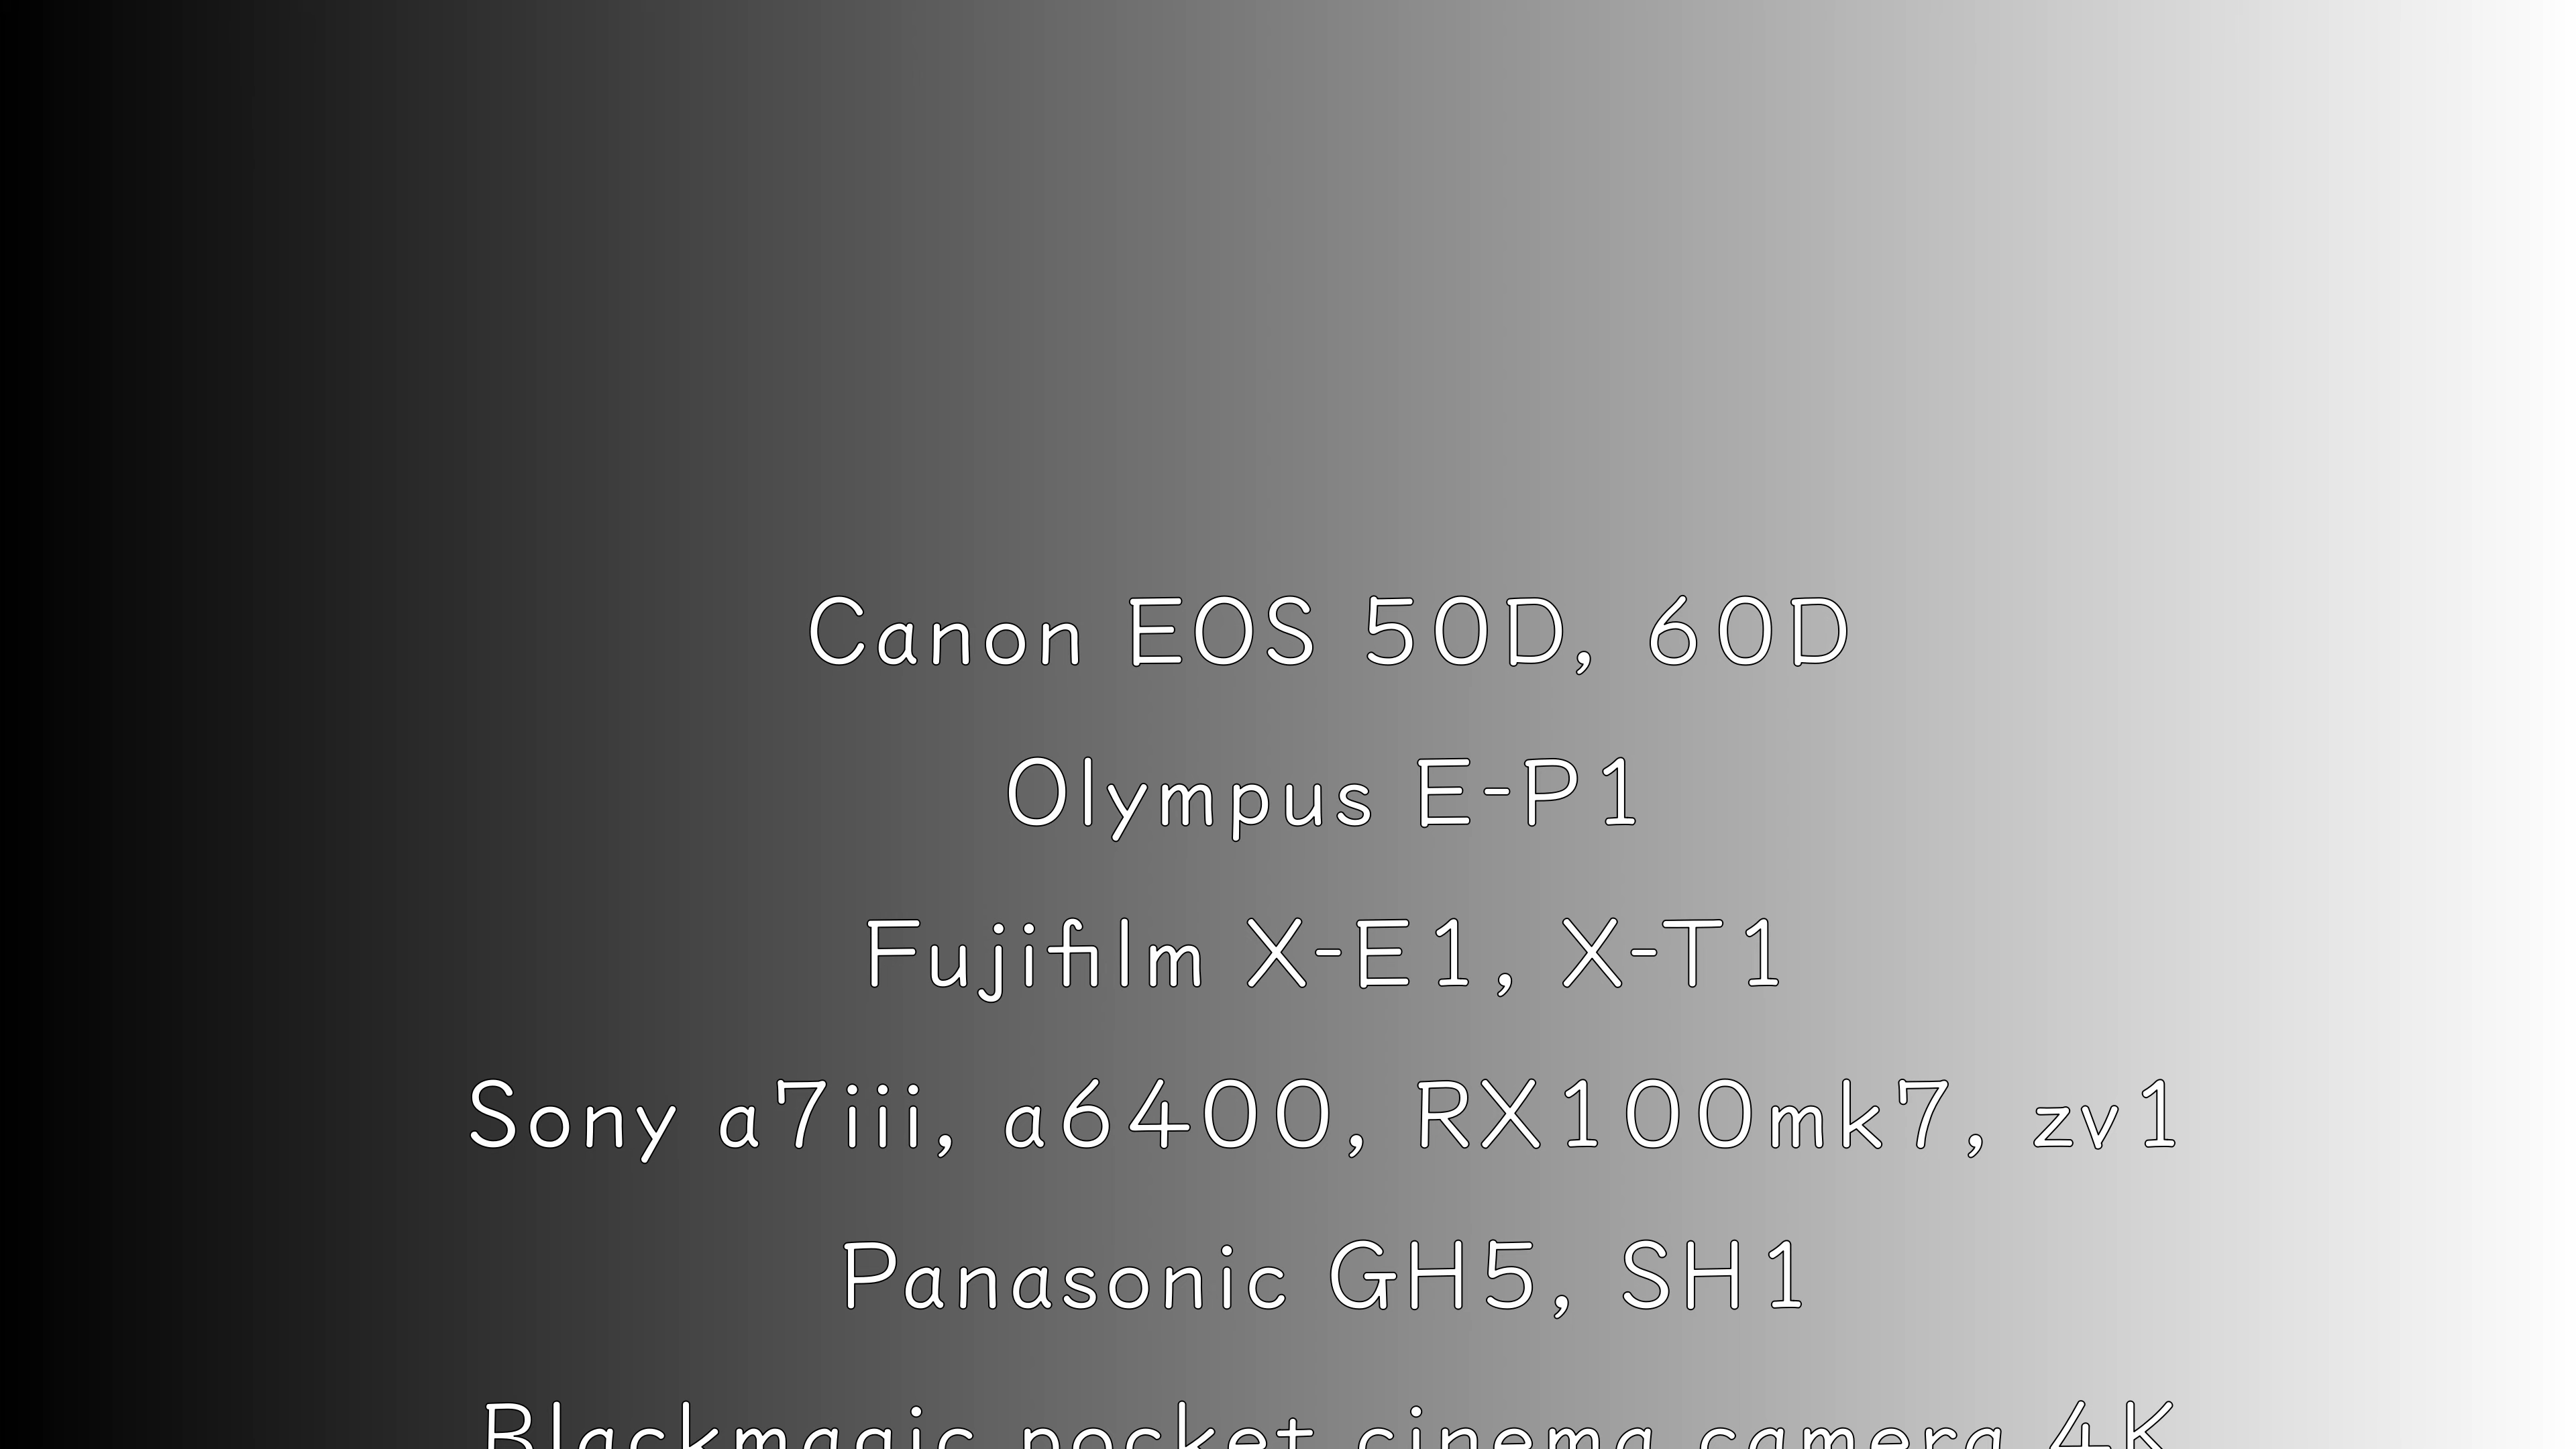 Canon EOS 50D, 60D
Olympus E-P1
Fujifilm X-E1, X-T1
Sony a7iii, a6400, RX100mk7, zv1
Panasonic GH5, SH1
Blackmagic pocket cinema camera 4K